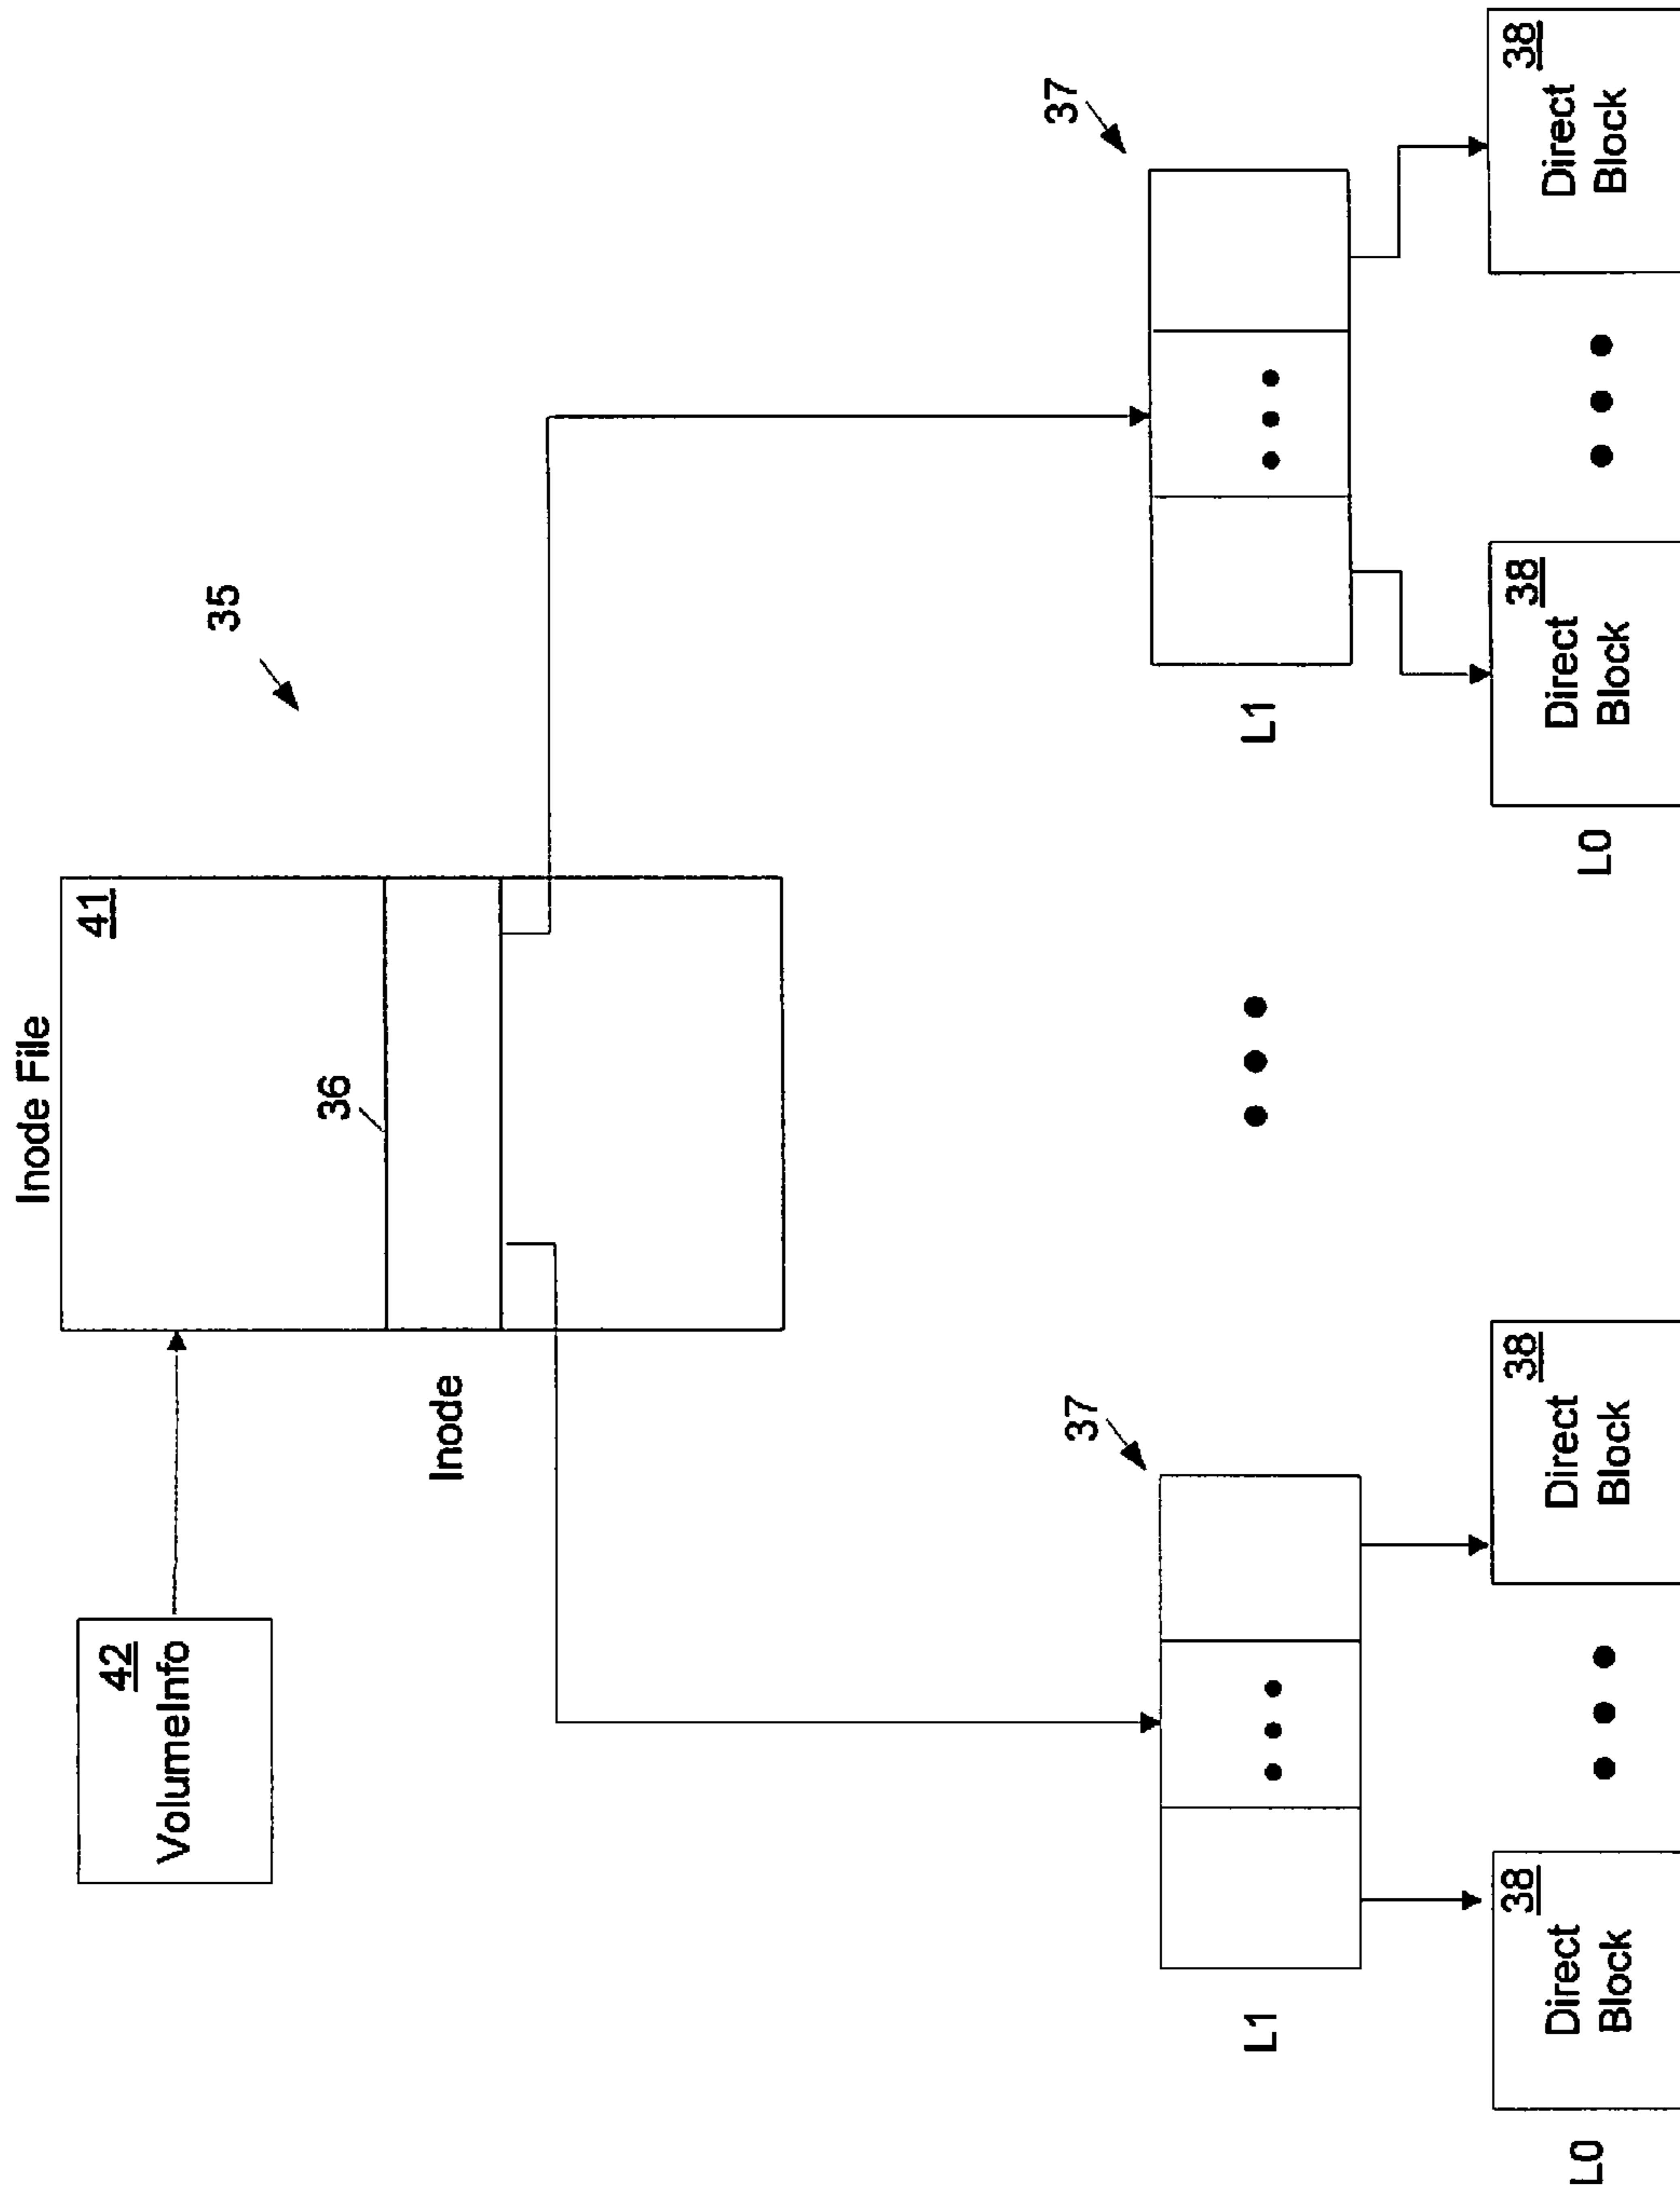 Inode File
41
42
VolumeInfo
36
Inode
35
37
37
L1
L1
38
Direct
Block
38
Direct
Block
38
Direct
Block
38
Direct
Block
L0
L0